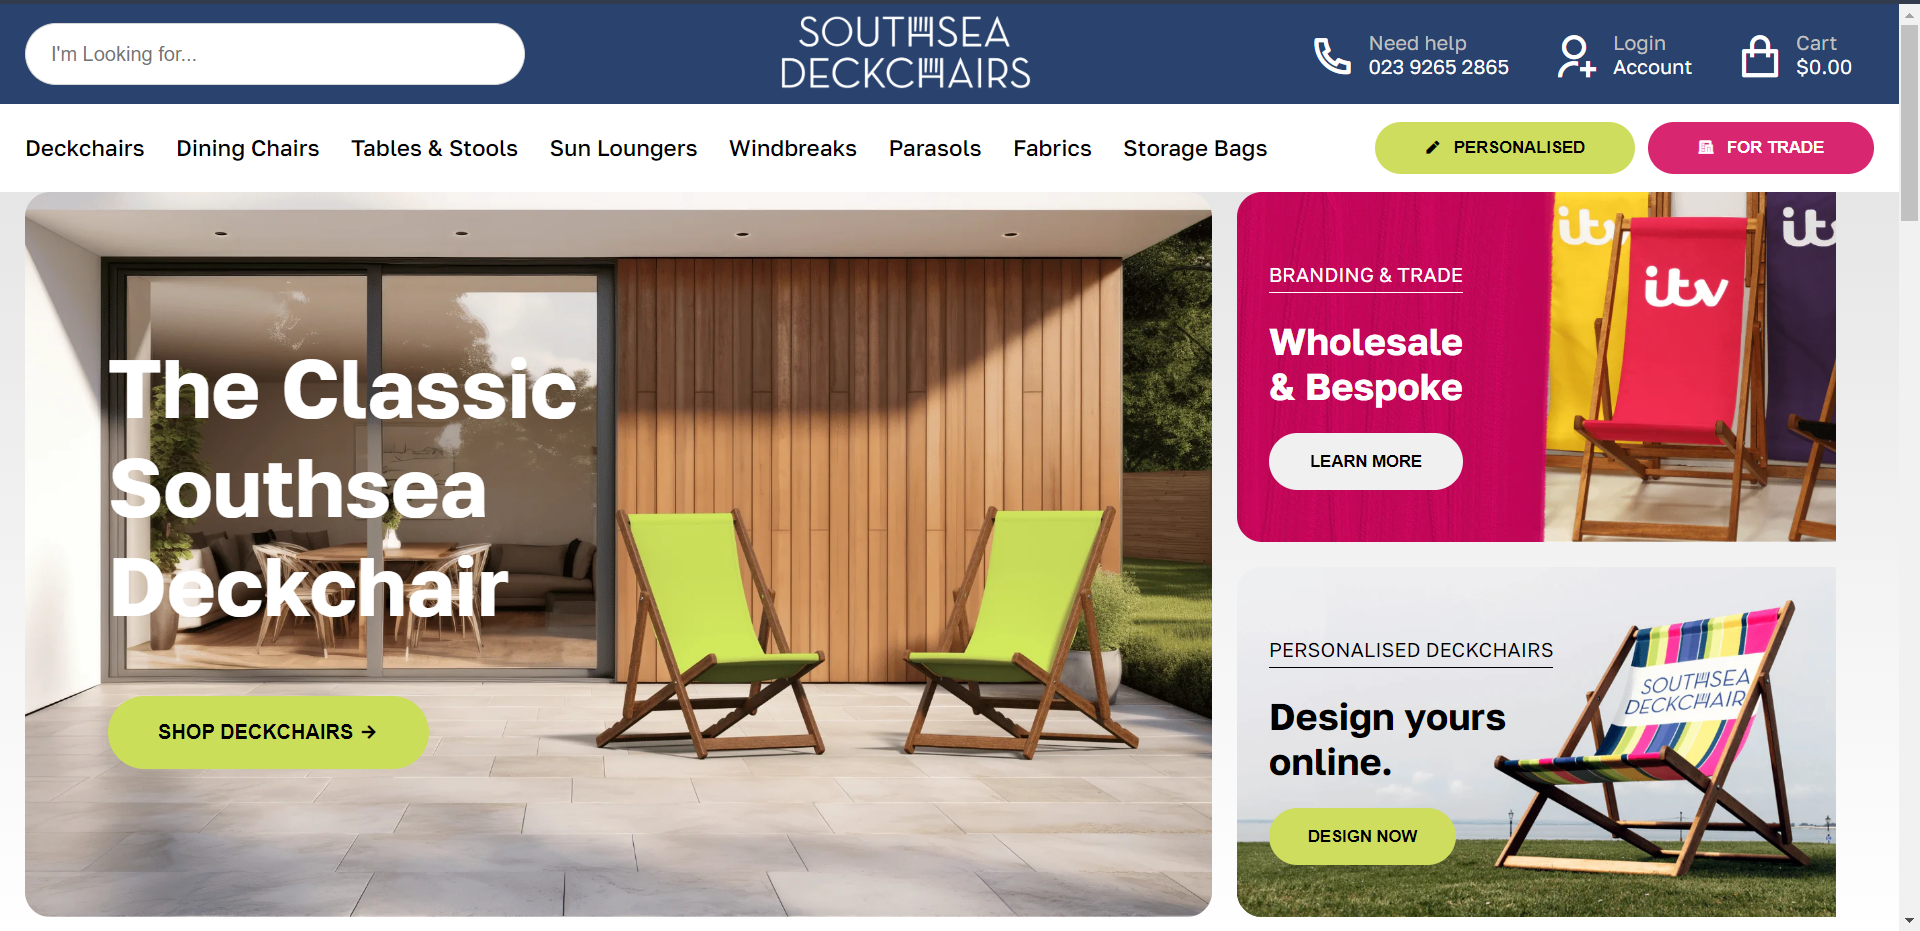 I'm Looking for...
SOUTHSEA
DECKCHAIRS
Need help
023 9265 2865
Login
Account
Cart
$0.00
Deckchairs
Dining Chairs
Tables & Stools
Sun Loungers
Windbreaks
Parasols
Fabrics
Storage Bags
PERSONALISED
FOR TRADE
The Classic
Southsea
Deckchair
SHOP DECKCHAIRS →
BRANDING & TRADE
Wholesale
& Bespoke
LEARN MORE
itv
itv
itv
PERSONALISED DECKCHAIRS
Design yours
online.
DESIGN NOW
SOUTHSEA
DECKCHAIR